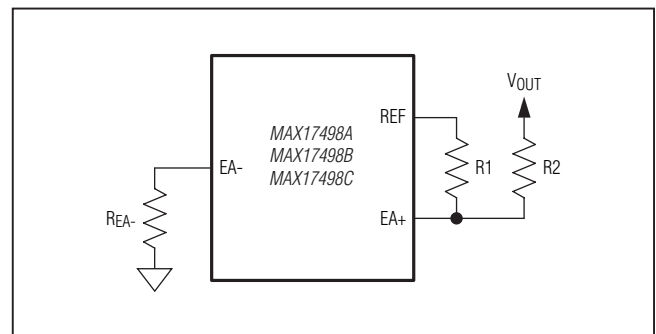 MAX17498A
MAX17498B
MAX17498C
REF
EA-
EA+
REA-
R1
R2
VOUT